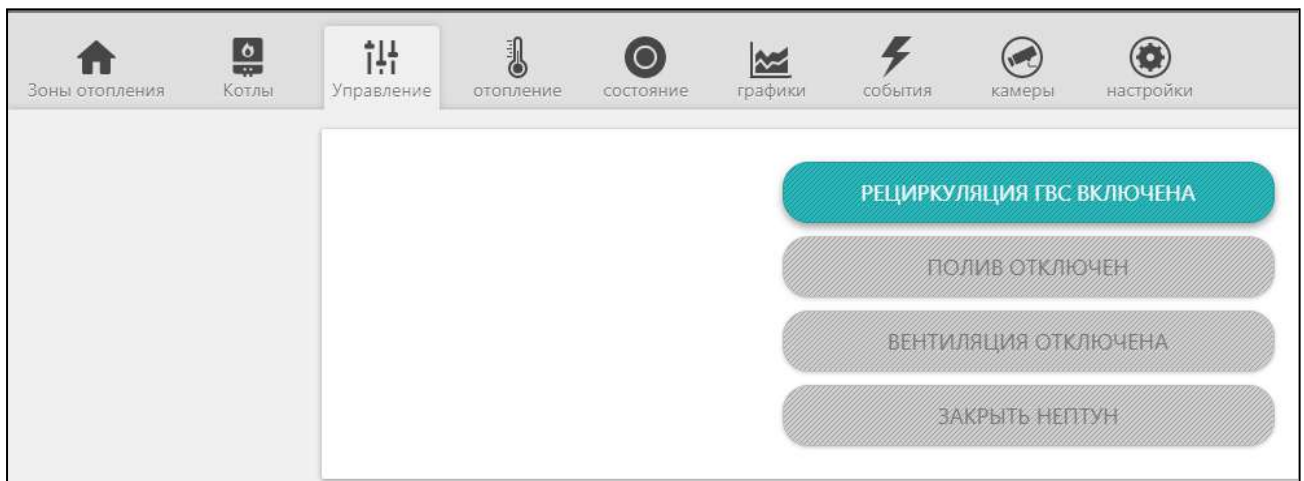 Зоны отопления Котлы Управление отопление состояние графики события камеры настройки
РЕЦИРКУЛЯЦИЯ ГВС ВКЛЮЧЕНА
ПОЛИВ ОТКЛЮЧЕН
ВЕНТИЛЯЦИЯ ОТКЛЮЧЕНА
ЗАКРЫТЬ НЕПТУН